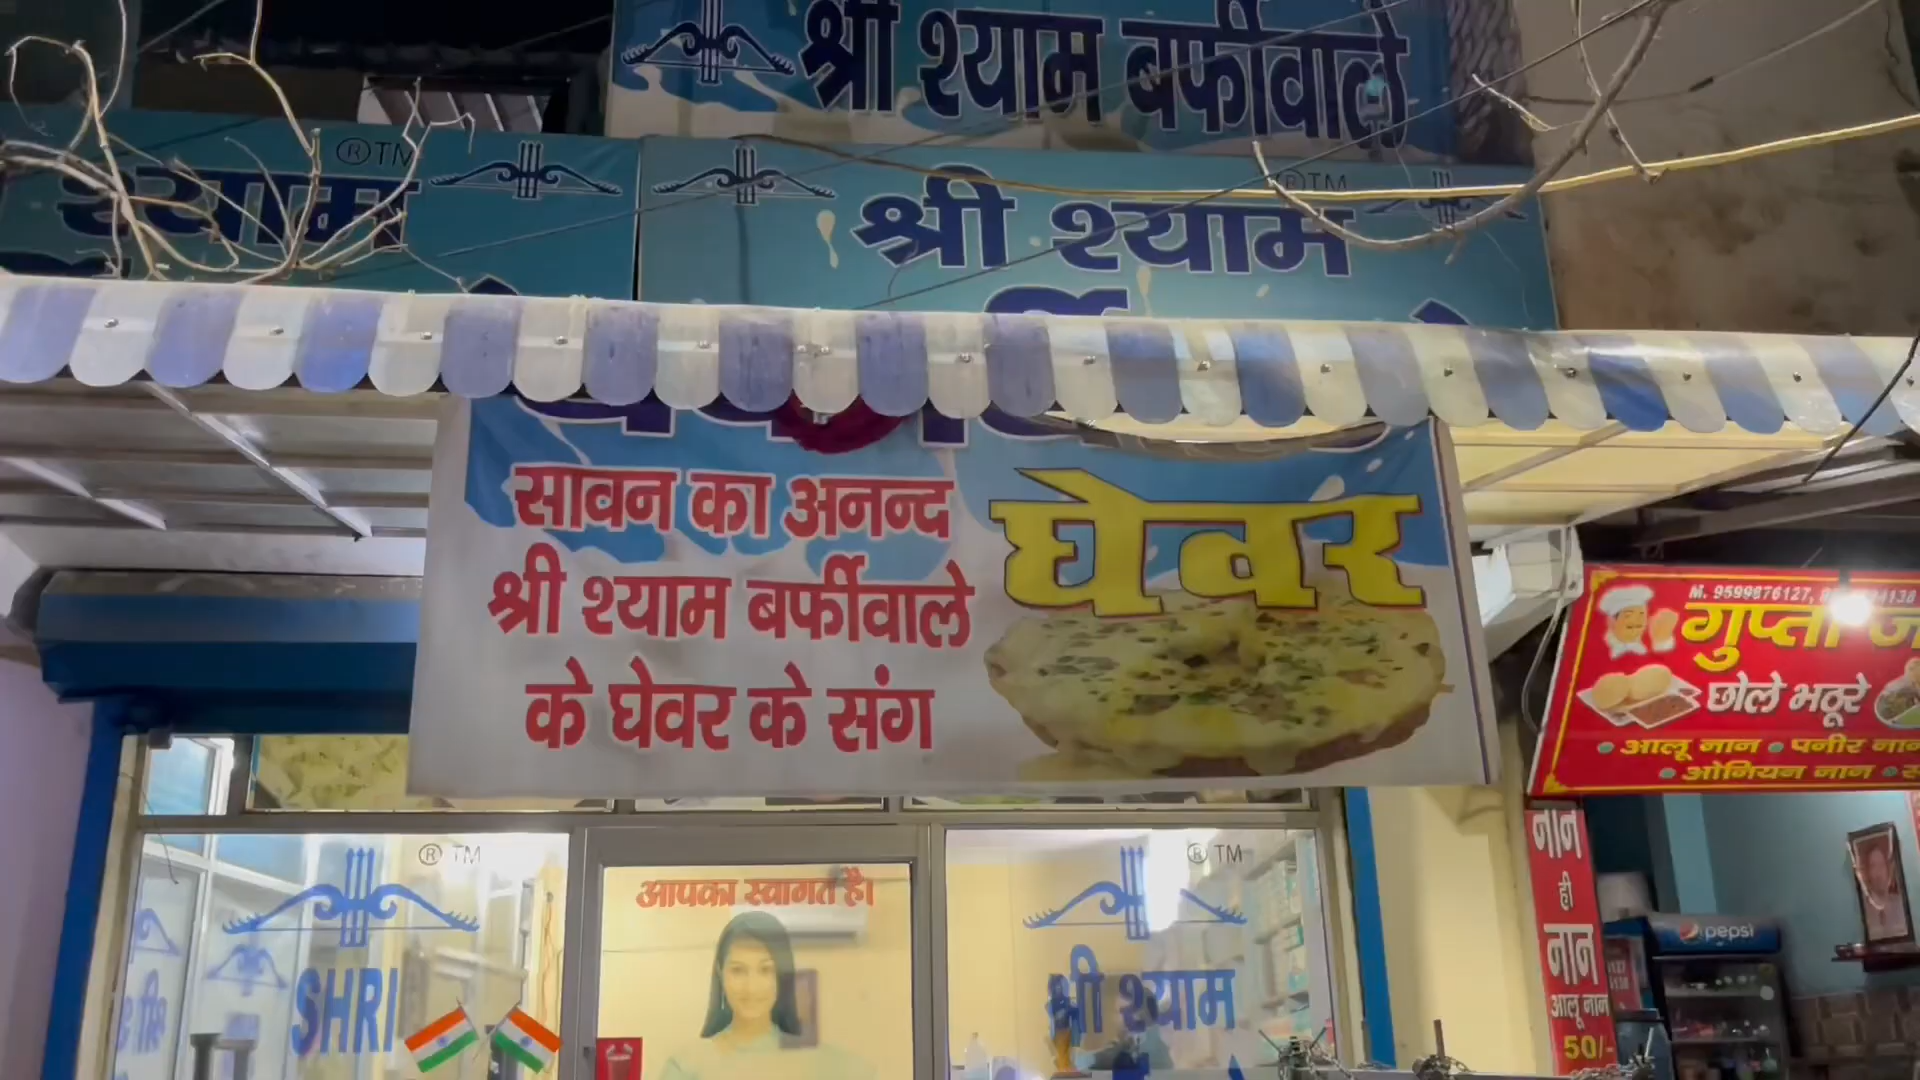 श्री श्याम बर्फीवाले
®TM
श्याम
®TM
श्री श्याम
सावन का अनन्द
श्री श्याम बर्फीवाले
के घेवर के संग
घेवर
M. 9599876127,
गुप्ता
छोले भठूरे
• आलू नान • पनीर नान
• ओनियन नान •
नान
ही
नान
आलू नान
50/-
pepsi
® TM
SHRI
आपका स्वागत है।
® TM
श्री श्याम